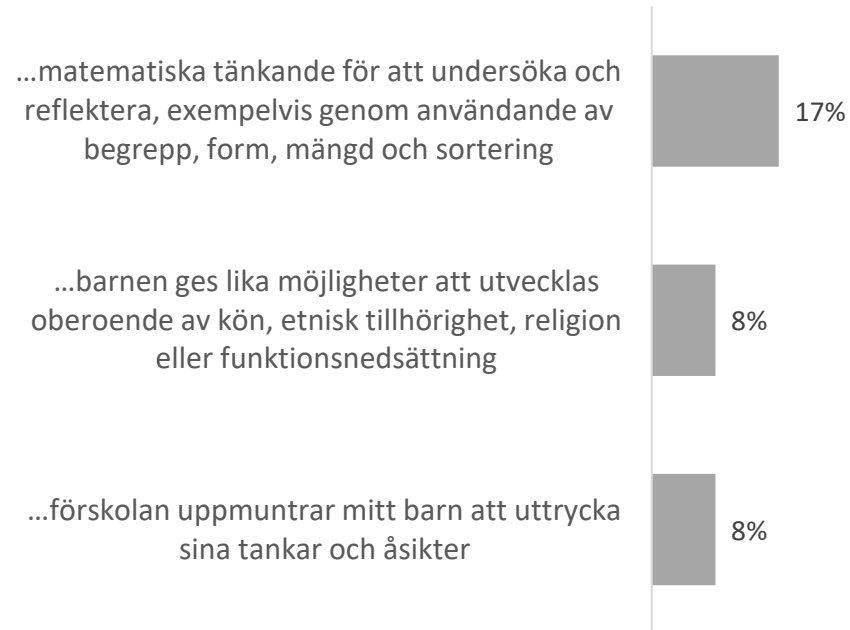 ...matematiska tänkande för att undersöka och
reflektera, exempelvis genom användande av
begrepp, form, mängd och sortering
17%
...barnen ges lika möjligheter att utvecklas
oberoende av kön, etnisk tillhörighet, religion
eller funktionsnedsättning
8%
...förskolan uppmuntrar mitt barn att uttrycka
sina tankar och åsikter
8%